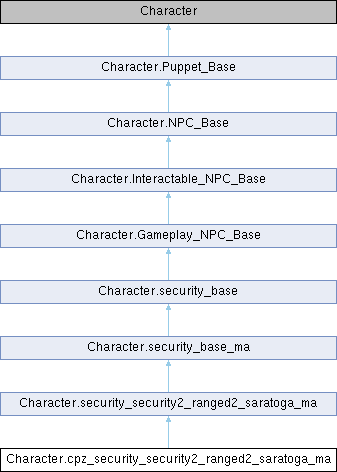 Character
Character.Puppet_Base
Character.NPC_Base
Character.Interactable_NPC_Base
Character.Gameplay_NPC_Base
Character.security_base
Character.security_base_ma
Character.security_security2_ranged2_saratoga_ma
Character.cpz_security_security2_ranged2_saratoga_ma